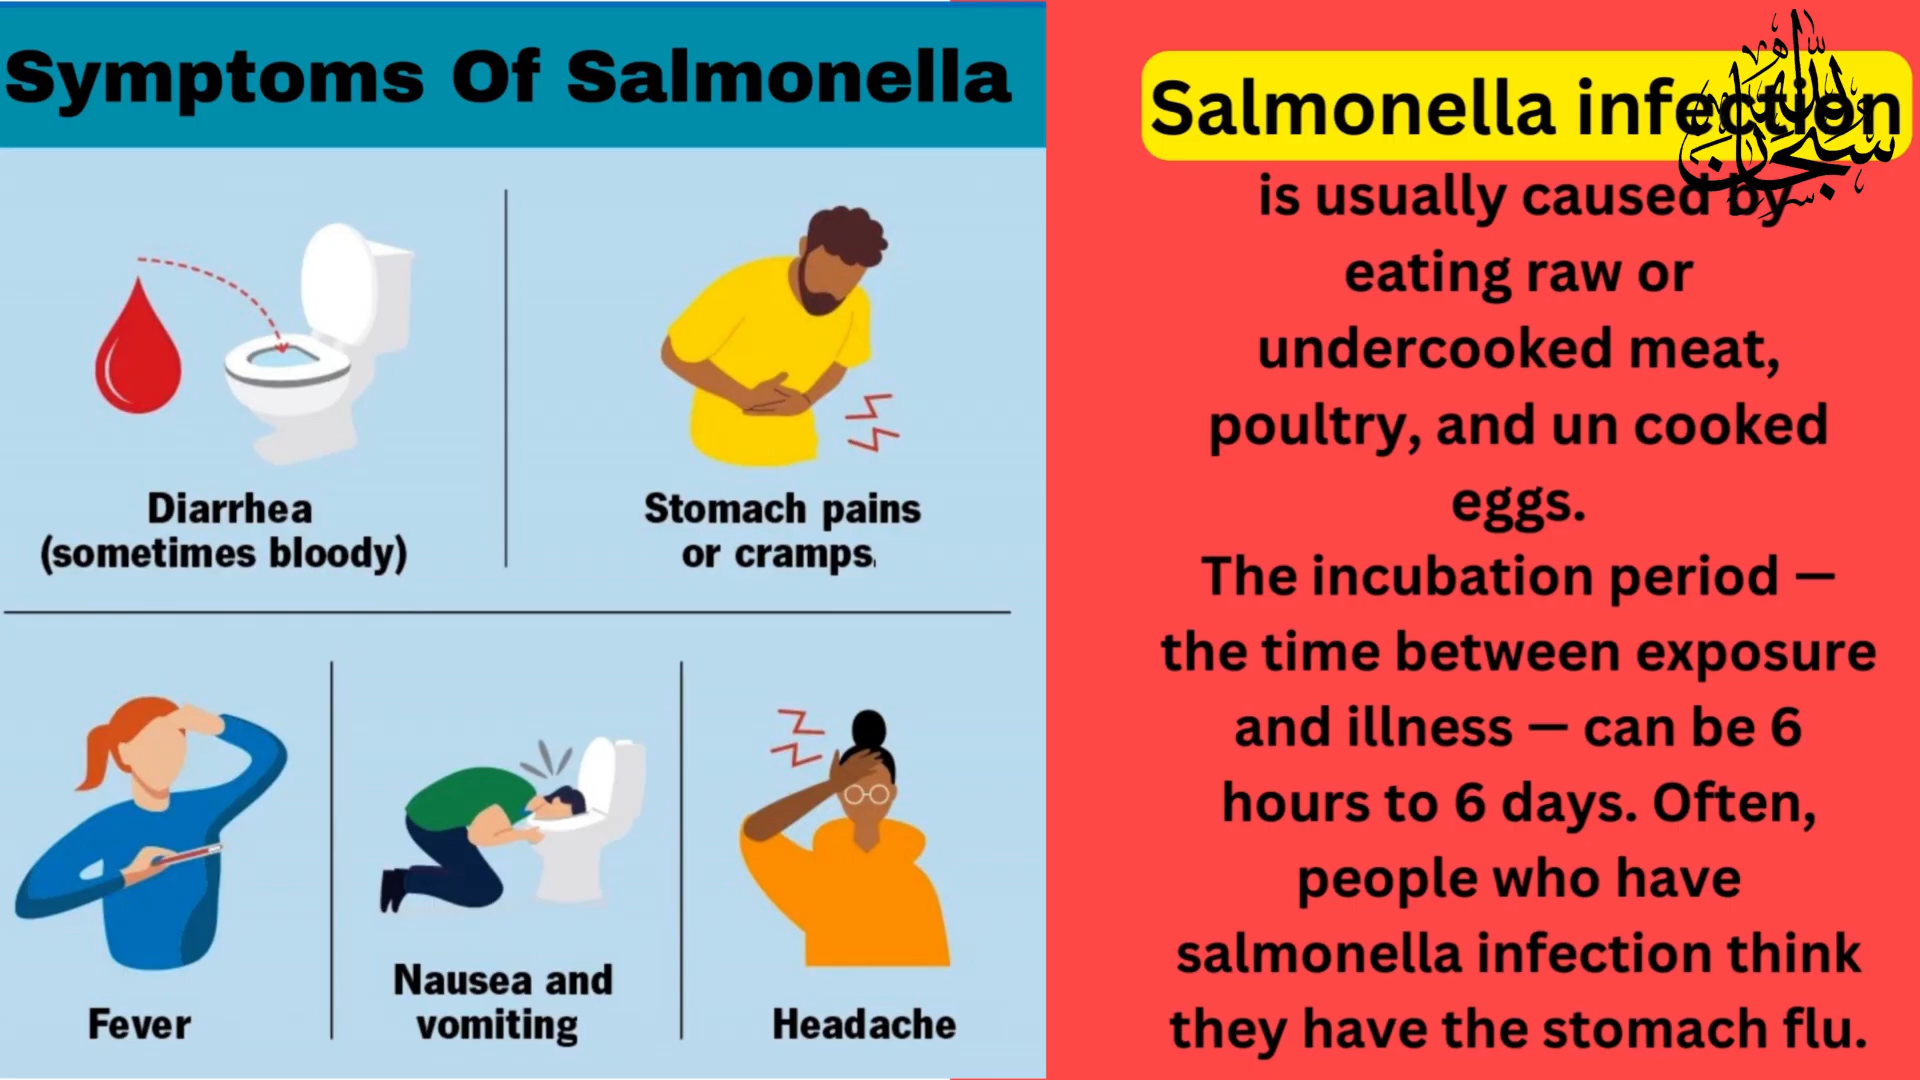 Symptoms Of Salmonella
Diarrhea
(sometimes bloody)
Stomach pains
or cramps.
Fever
Nausea and
vomiting
Headache
Salmonella infection
is usually caused by
eating raw or
undercooked meat,
poultry, and un cooked
eggs.
The incubation period —
the time between exposure
and illness — can be 6
hours to 6 days. Often,
people who have
salmonella infection think
they have the stomach flu.